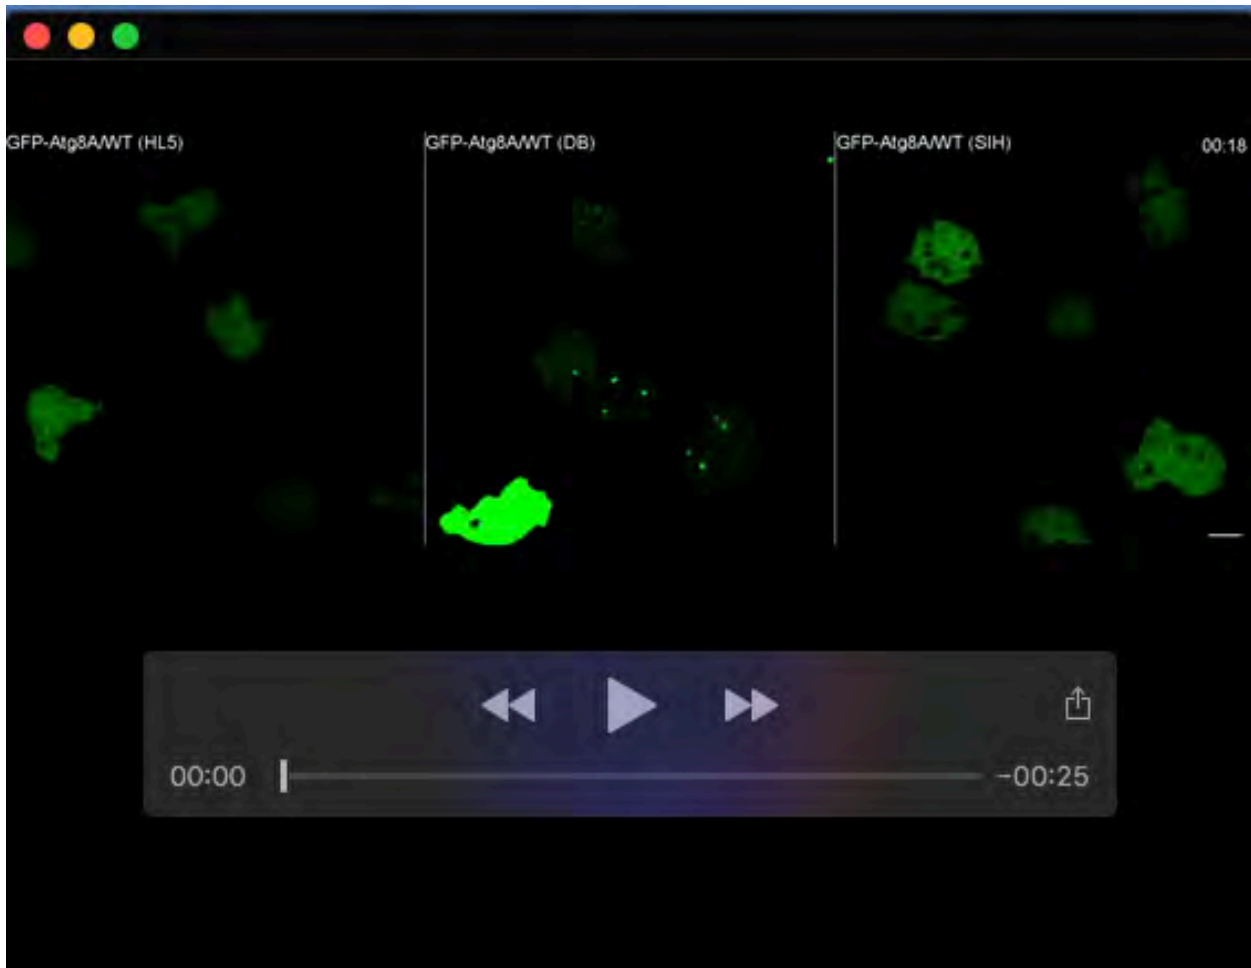 GFP-Atg8A/WT (HL5)
GFP-Atg8A/WT (DB)
GFP-Atg8A/WT (SIH)
00:18
00:00
-00:25